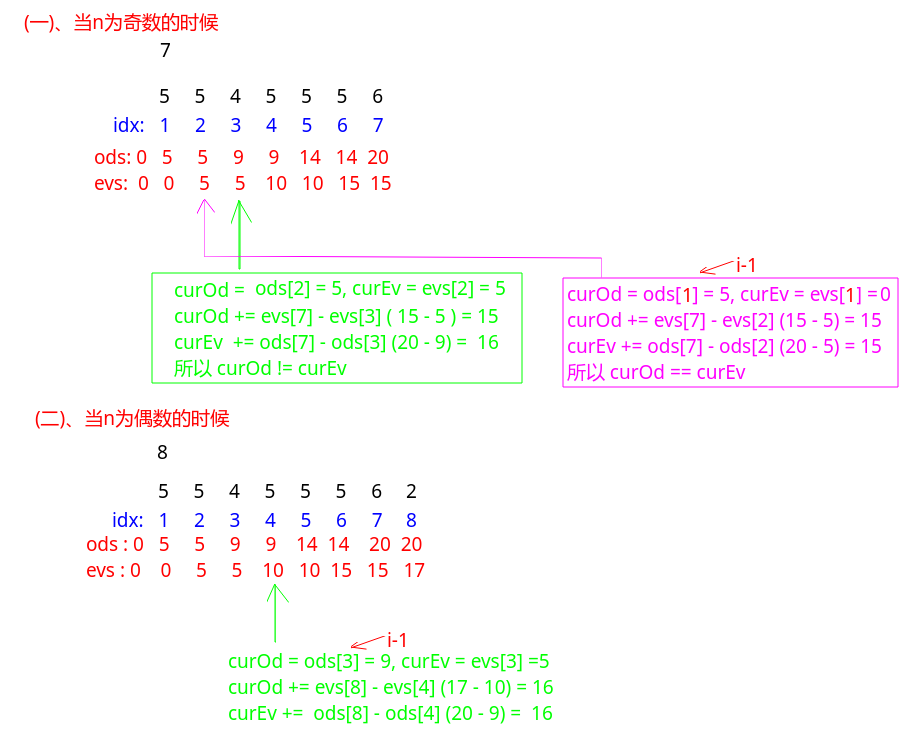 (一)、当n为奇数的时候
7
5 5 4 5 5 5 6
idx: 1 2 3 4 5 6 7
ods: 0 5 5 9 9 14 14 20
evs: 0 0 5 5 10 10 15 15
i-1
curOd = ods[2] = 5, curEv = evs[2] = 5
curOd += evs[7] - evs[3] ( 15 - 5 ) = 15
curEv += ods[7] - ods[3] (20 - 9) = 16
所以 curOd != curEv
curOd = ods[1] = 5, curEv = evs[1] =0
curOd += evs[7] - evs[2] (15 - 5) = 15
curEv += ods[7] - ods[2] (20 - 5) = 15
所以 curOd == curEv
(二)、当n为偶数的时候
8
5 5 4 5 5 5 6 2
idx: 1 2 3 4 5 6 7 8
ods : 0 5 5 9 9 14 14 20 20
evs : 0 0 5 5 10 10 15 15 17
i-1
curOd = ods[3] = 9, curEv = evs[3] =5
curOd += evs[8] - evs[4] (17 - 10) = 16
curEv += ods[8] - ods[4] (20 - 9) = 16